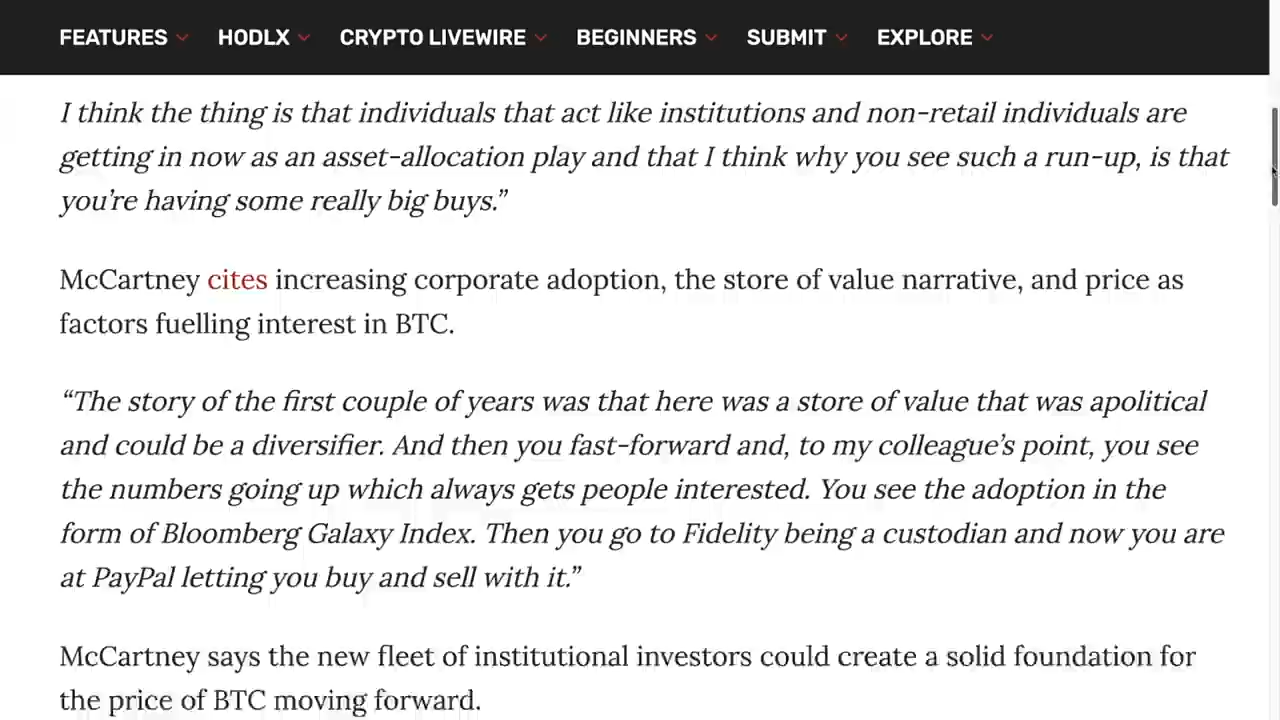 FEATURES HODLX CRYPTO LIVEWIRE BEGINNERS SUBMIT EXPLORE
I think the thing is that individuals that act like institutions and non-retail individuals are
getting in now as an asset-allocation play and that I think why you see such a run-up, is that
you’re having some really big buys.”
McCartney cites increasing corporate adoption, the store of value narrative, and price as
factors fuelling interest in BTC.
“The story of the first couple of years was that here was a store of value that was apolitical
and could be a diversifier. And then you fast-forward and, to my colleague’s point, you see
the numbers going up which always gets people interested. You see the adoption in the
form of Bloomberg Galaxy Index. Then you go to Fidelity being a custodian and now you are
at PayPal letting you buy and sell with it.”
McCartney says the new fleet of institutional investors could create a solid foundation for
the price of BTC moving forward.